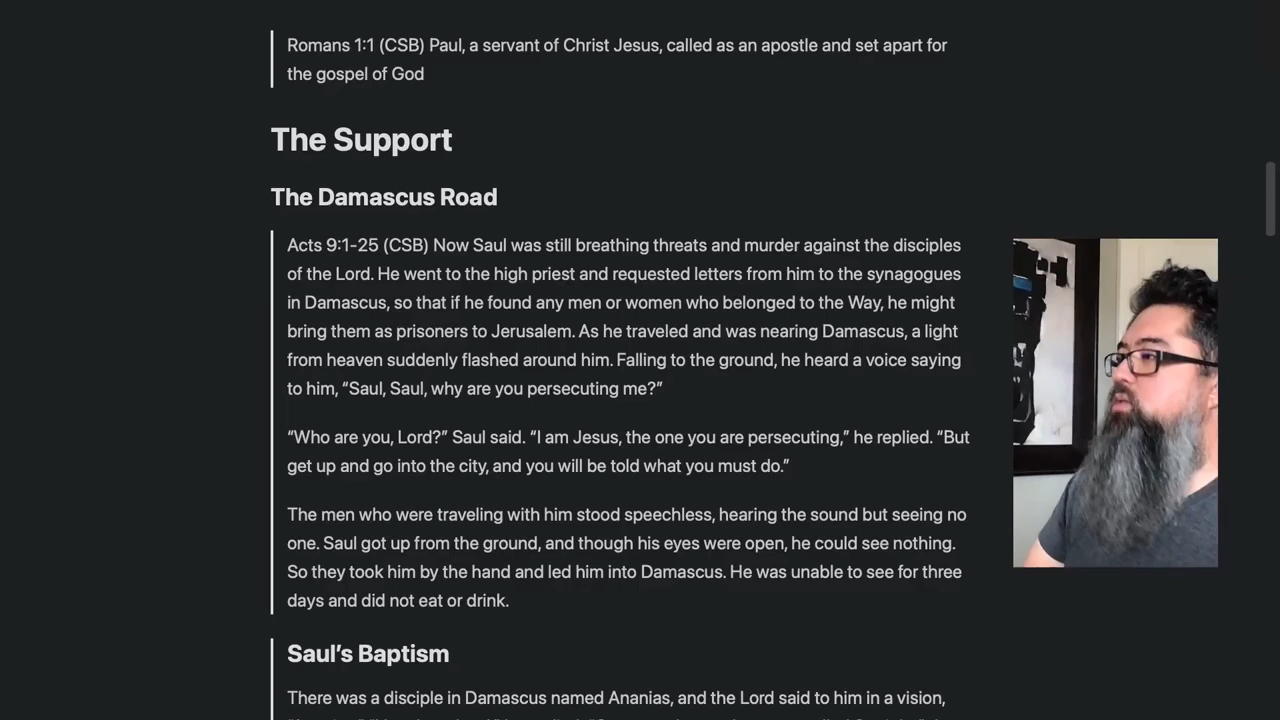 Romans 1:1 (CSB) Paul, a servant of Christ Jesus, called as an apostle and set apart for
the gospel of God
The Support
The Damascus Road
Acts 9:1-25 (CSB) Now Saul was still breathing threats and murder against the disciples
of the Lord. He went to the high priest and requested letters from him to the synagogues
in Damascus, so that if he found any men or women who belonged to the Way, he might
bring them as prisoners to Jerusalem. As he traveled and was nearing Damascus, a light
from heaven suddenly flashed around him. Falling to the ground, he heard a voice saying
to him, “Saul, Saul, why are you persecuting me?”
“Who are you, Lord?” Saul said. “I am Jesus, the one you are persecuting,” he replied. “But
get up and go into the city, and you will be told what you must do.”
The men who were traveling with him stood speechless, hearing the sound but seeing no
one. Saul got up from the ground, and though his eyes were open, he could see nothing.
So they took him by the hand and led him into Damascus. He was unable to see for three
days and did not eat or drink.
Saul’s Baptism
There was a disciple in Damascus named Ananias, and the Lord said to him in a vision,